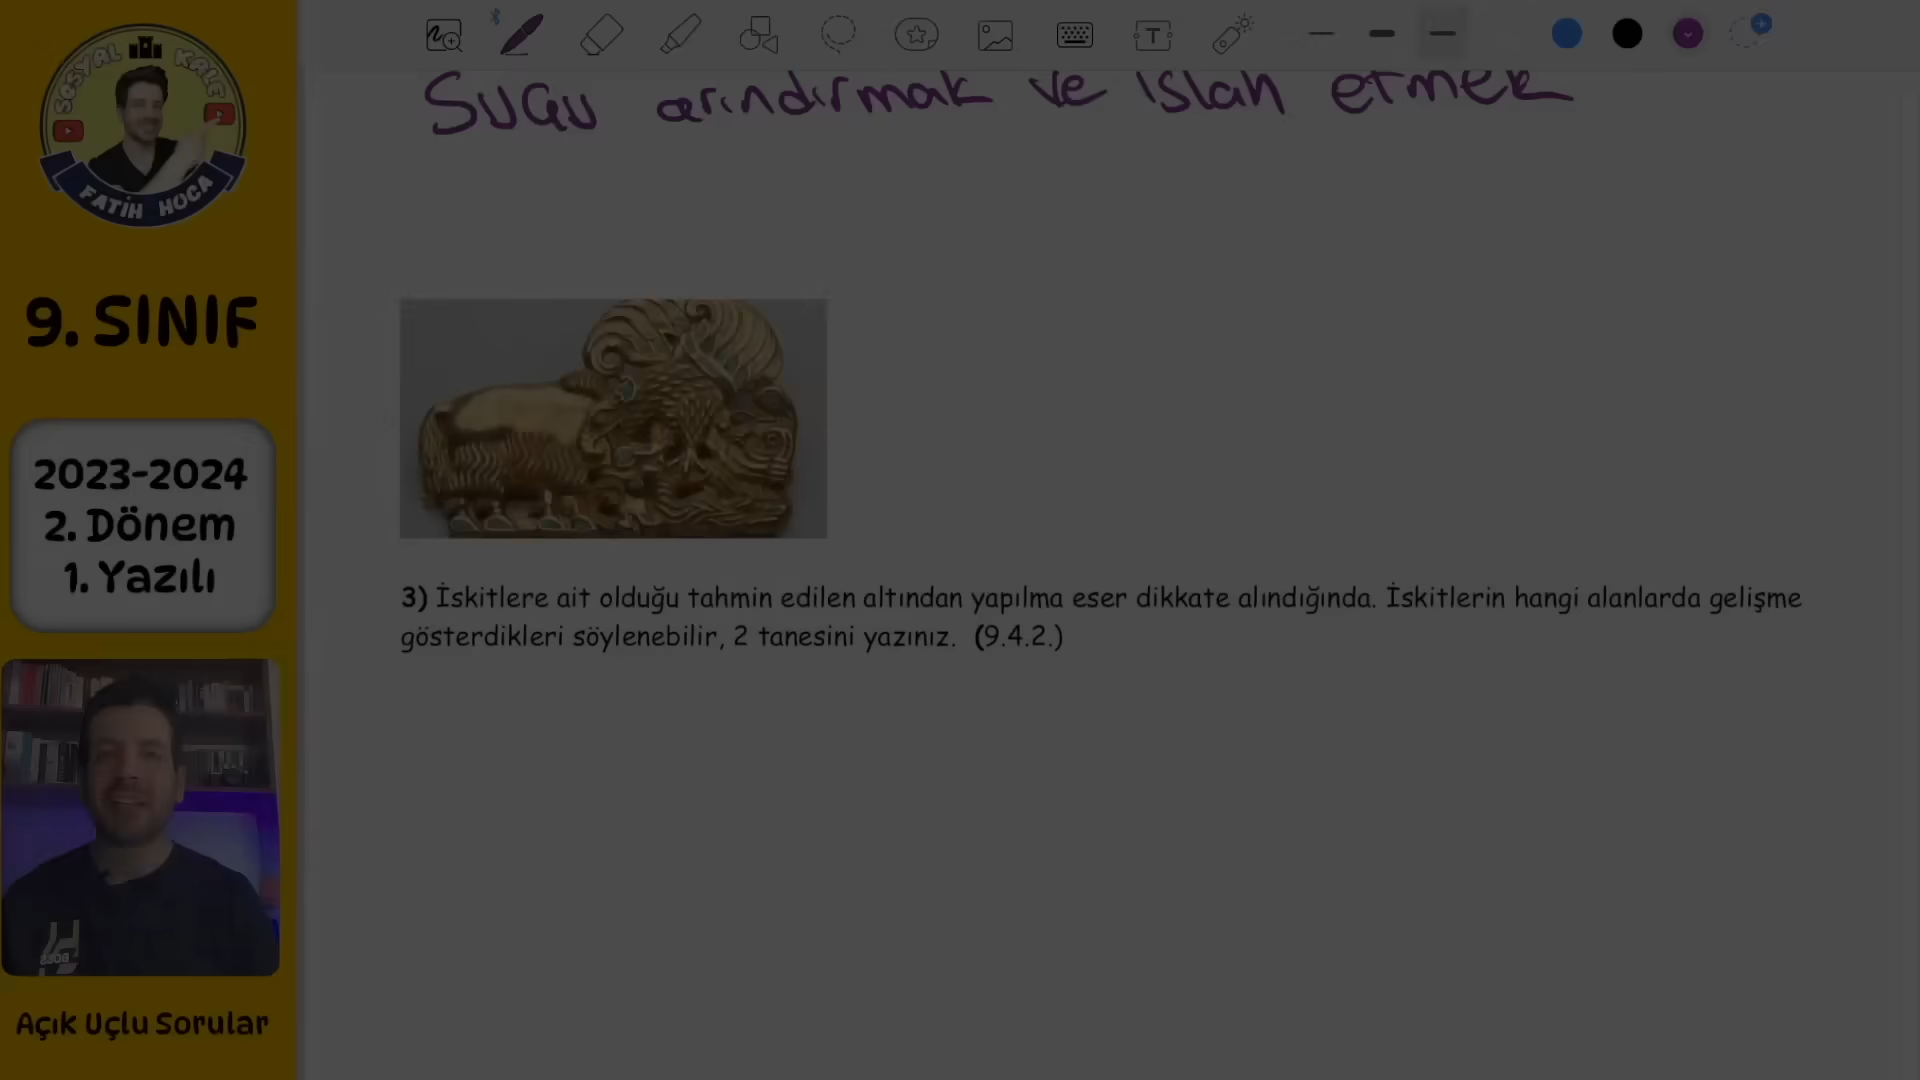 SOSYAL KALE
FATİH HOCA
9. SINIF
2023-2024
2. Dönem
1. Yazılı
BOSS
Açık Uçlu Sorular
T
Suçu arındırmak ve ıslah etmek
3) İskitlere ait olduğu tahmin edilen altından yapılma eser dikkate alındığında. İskitlerin hangi alanlarda gelişme
gösterdikleri söylenebilir, 2 tanesini yazınız. (9.4.2.)